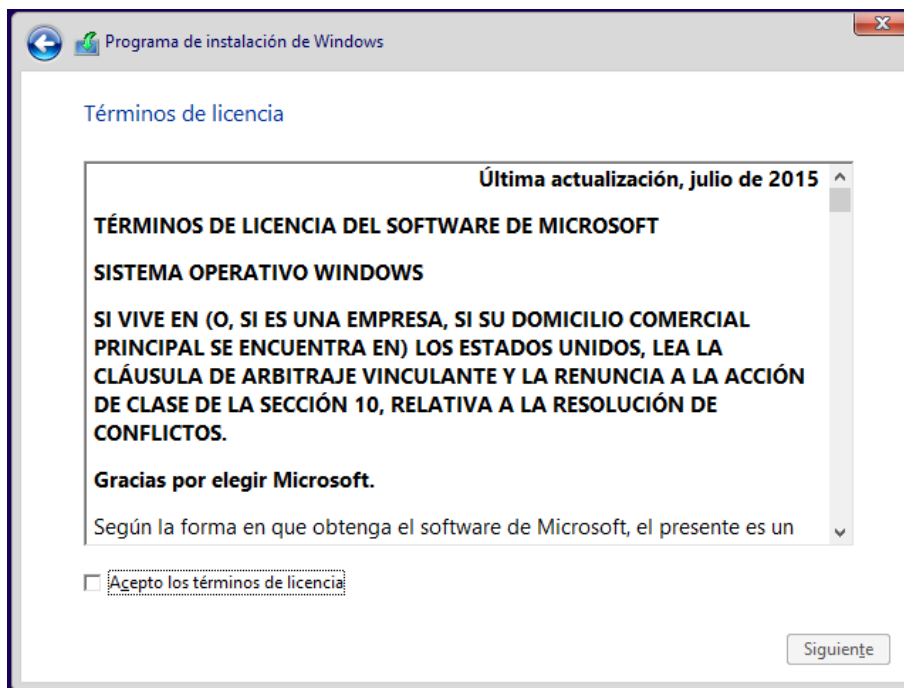 Programa de instalación de Windows
Términos de licencia
Última actualización, julio de 2015
TÉRMINOS DE LICENCIA DEL SOFTWARE DE MICROSOFT
SISTEMA OPERATIVO WINDOWS
SI VIVE EN (O, SI ES UNA EMPRESA, SI SU DOMICILIO COMERCIAL
PRINCIPAL SE ENCUENTRA EN) LOS ESTADOS UNIDOS, LEA LA
CLÁUSULA DE ARBITRAJE VINCULANTE Y LA RENUNCIA A LA ACCIÓN
DE CLASE DE LA SECCIÓN 10, RELATIVA A LA RESOLUCIÓN DE
CONFLICTOS.
Gracias por elegir Microsoft.
Según la forma en que obtenga el software de Microsoft, el presente es un
Acepto los términos de licencia
Siguiente